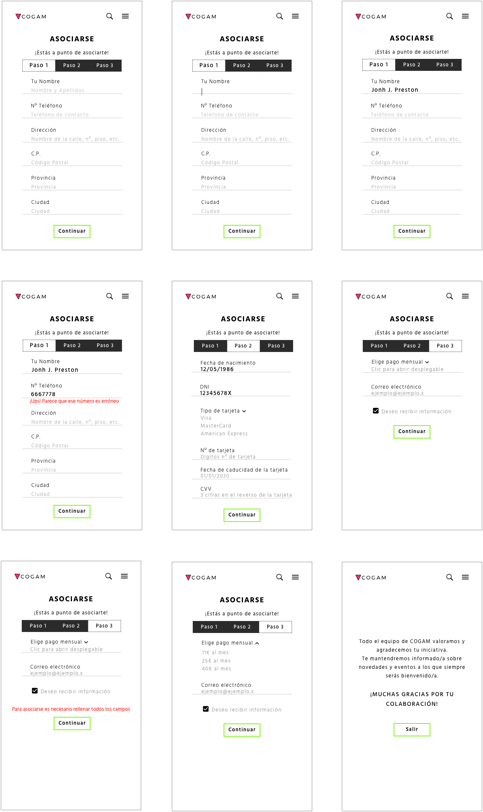 COGAM
ASOCIARSE
¡Estás a punto de asociarte!
Paso 1 Paso 2 Paso 3
Tu Nombre
Nombre y Apellidos
Nº Teléfono
Teléfono de contacto
Dirección
Nombre de la calle, nº, piso, etc.
C.P.
Código Postal
Provincia
Provincia
Ciudad
Ciudad
Continuar
COGAM
ASOCIARSE
¡Estás a punto de asociarte!
Paso 1 Paso 2 Paso 3
Tu Nombre
Nº Teléfono
Teléfono de contacto
Dirección
Nombre de la calle, nº, piso, etc.
C.P.
Código Postal
Provincia
Provincia
Ciudad
Ciudad
Continuar
COGAM
ASOCIARSE
¡Estás a punto de asociarte!
Paso 1 Paso 2 Paso 3
Tu Nombre
Jonh J. Preston
Nº Teléfono
Teléfono de contacto
Dirección
Nombre de la calle, nº, piso, etc.
C.P.
Código Postal
Provincia
Provincia
Ciudad
Ciudad
Continuar
COGAM
ASOCIARSE
¡Estás a punto de asociarte!
Paso 1 Paso 2 Paso 3
Tu Nombre
Jonh J. Preston
Nº Teléfono
6667778
¡Ups! Parece que ese número es erróneo
Dirección
Nombre de la calle, nº, piso, etc.
C.P.
Código Postal
Provincia
Provincia
Ciudad
Ciudad
Continuar
COGAM
ASOCIARSE
¡Estás a punto de asociarte!
Paso 1 Paso 2 Paso 3
Fecha de nacimiento
12/05/1986
DNI
12345678X
Tipo de tarjeta
Visa
MasterCard
American Express
Nº de tarjeta
Dígitos nº de tarjeta
Fecha de caducidad de la tarjeta
01/01/2020
CVV
3 cifras en el reverso de la tarjeta
Continuar
COGAM
ASOCIARSE
¡Estás a punto de asociarte!
Paso 1 Paso 2 Paso 3
Elige pago mensual
Clic para abrir desplegable
Correo electrónico
ejemplo@ejemplo.x
Deseo recibir información
Continuar
COGAM
ASOCIARSE
¡Estás a punto de asociarte!
Paso 1 Paso 2 Paso 3
Elige pago mensual
Clic para abrir desplegable
Correo electrónico
ejemplo@ejemplo.x
Deseo recibir información
Para asociarse es necesario rellenar todos los campos
Continuar
COGAM
ASOCIARSE
¡Estás a punto de asociarte!
Paso 1 Paso 2 Paso 3
Elige pago mensual
11€ al mes
25€ al mes
40€ al mes
Correo electrónico
ejemplo@ejemplo.x
Deseo recibir información
Continuar
COGAM
Todo el equipo de COGAM valoramos y
agradecemos tu iniciativa.
Te mantendremos informado/a sobre
novedades y eventos a los que siempre
serás bienvenido/a.
¡MUCHAS GRACIAS POR TU
COLABORACIÓN!
Salir